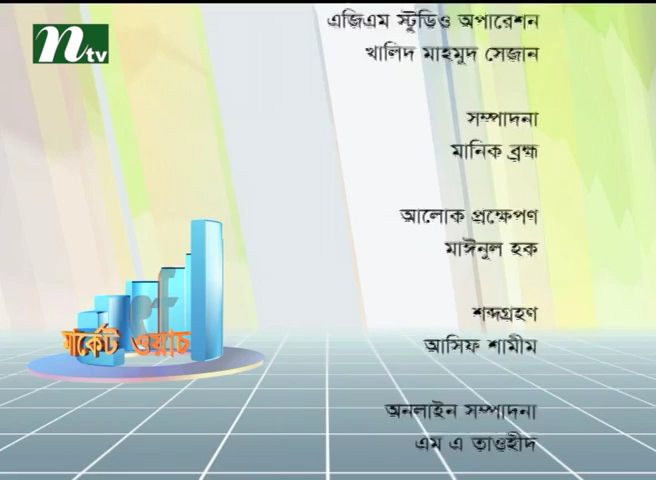 ntv
এজিএম স্টুডিও অপারেশন
খালিদ মাহমুদ সেজান
সম্পাদনা
মানিক ব্রহ্ম
আলোক প্রক্ষেপণ
মাঈনুল হক
শব্দগ্রহণ
আসিফ শামীম
মার্কেট ওয়াচ
অনলাইন সম্পাদনা
এম এ তাওহীদ